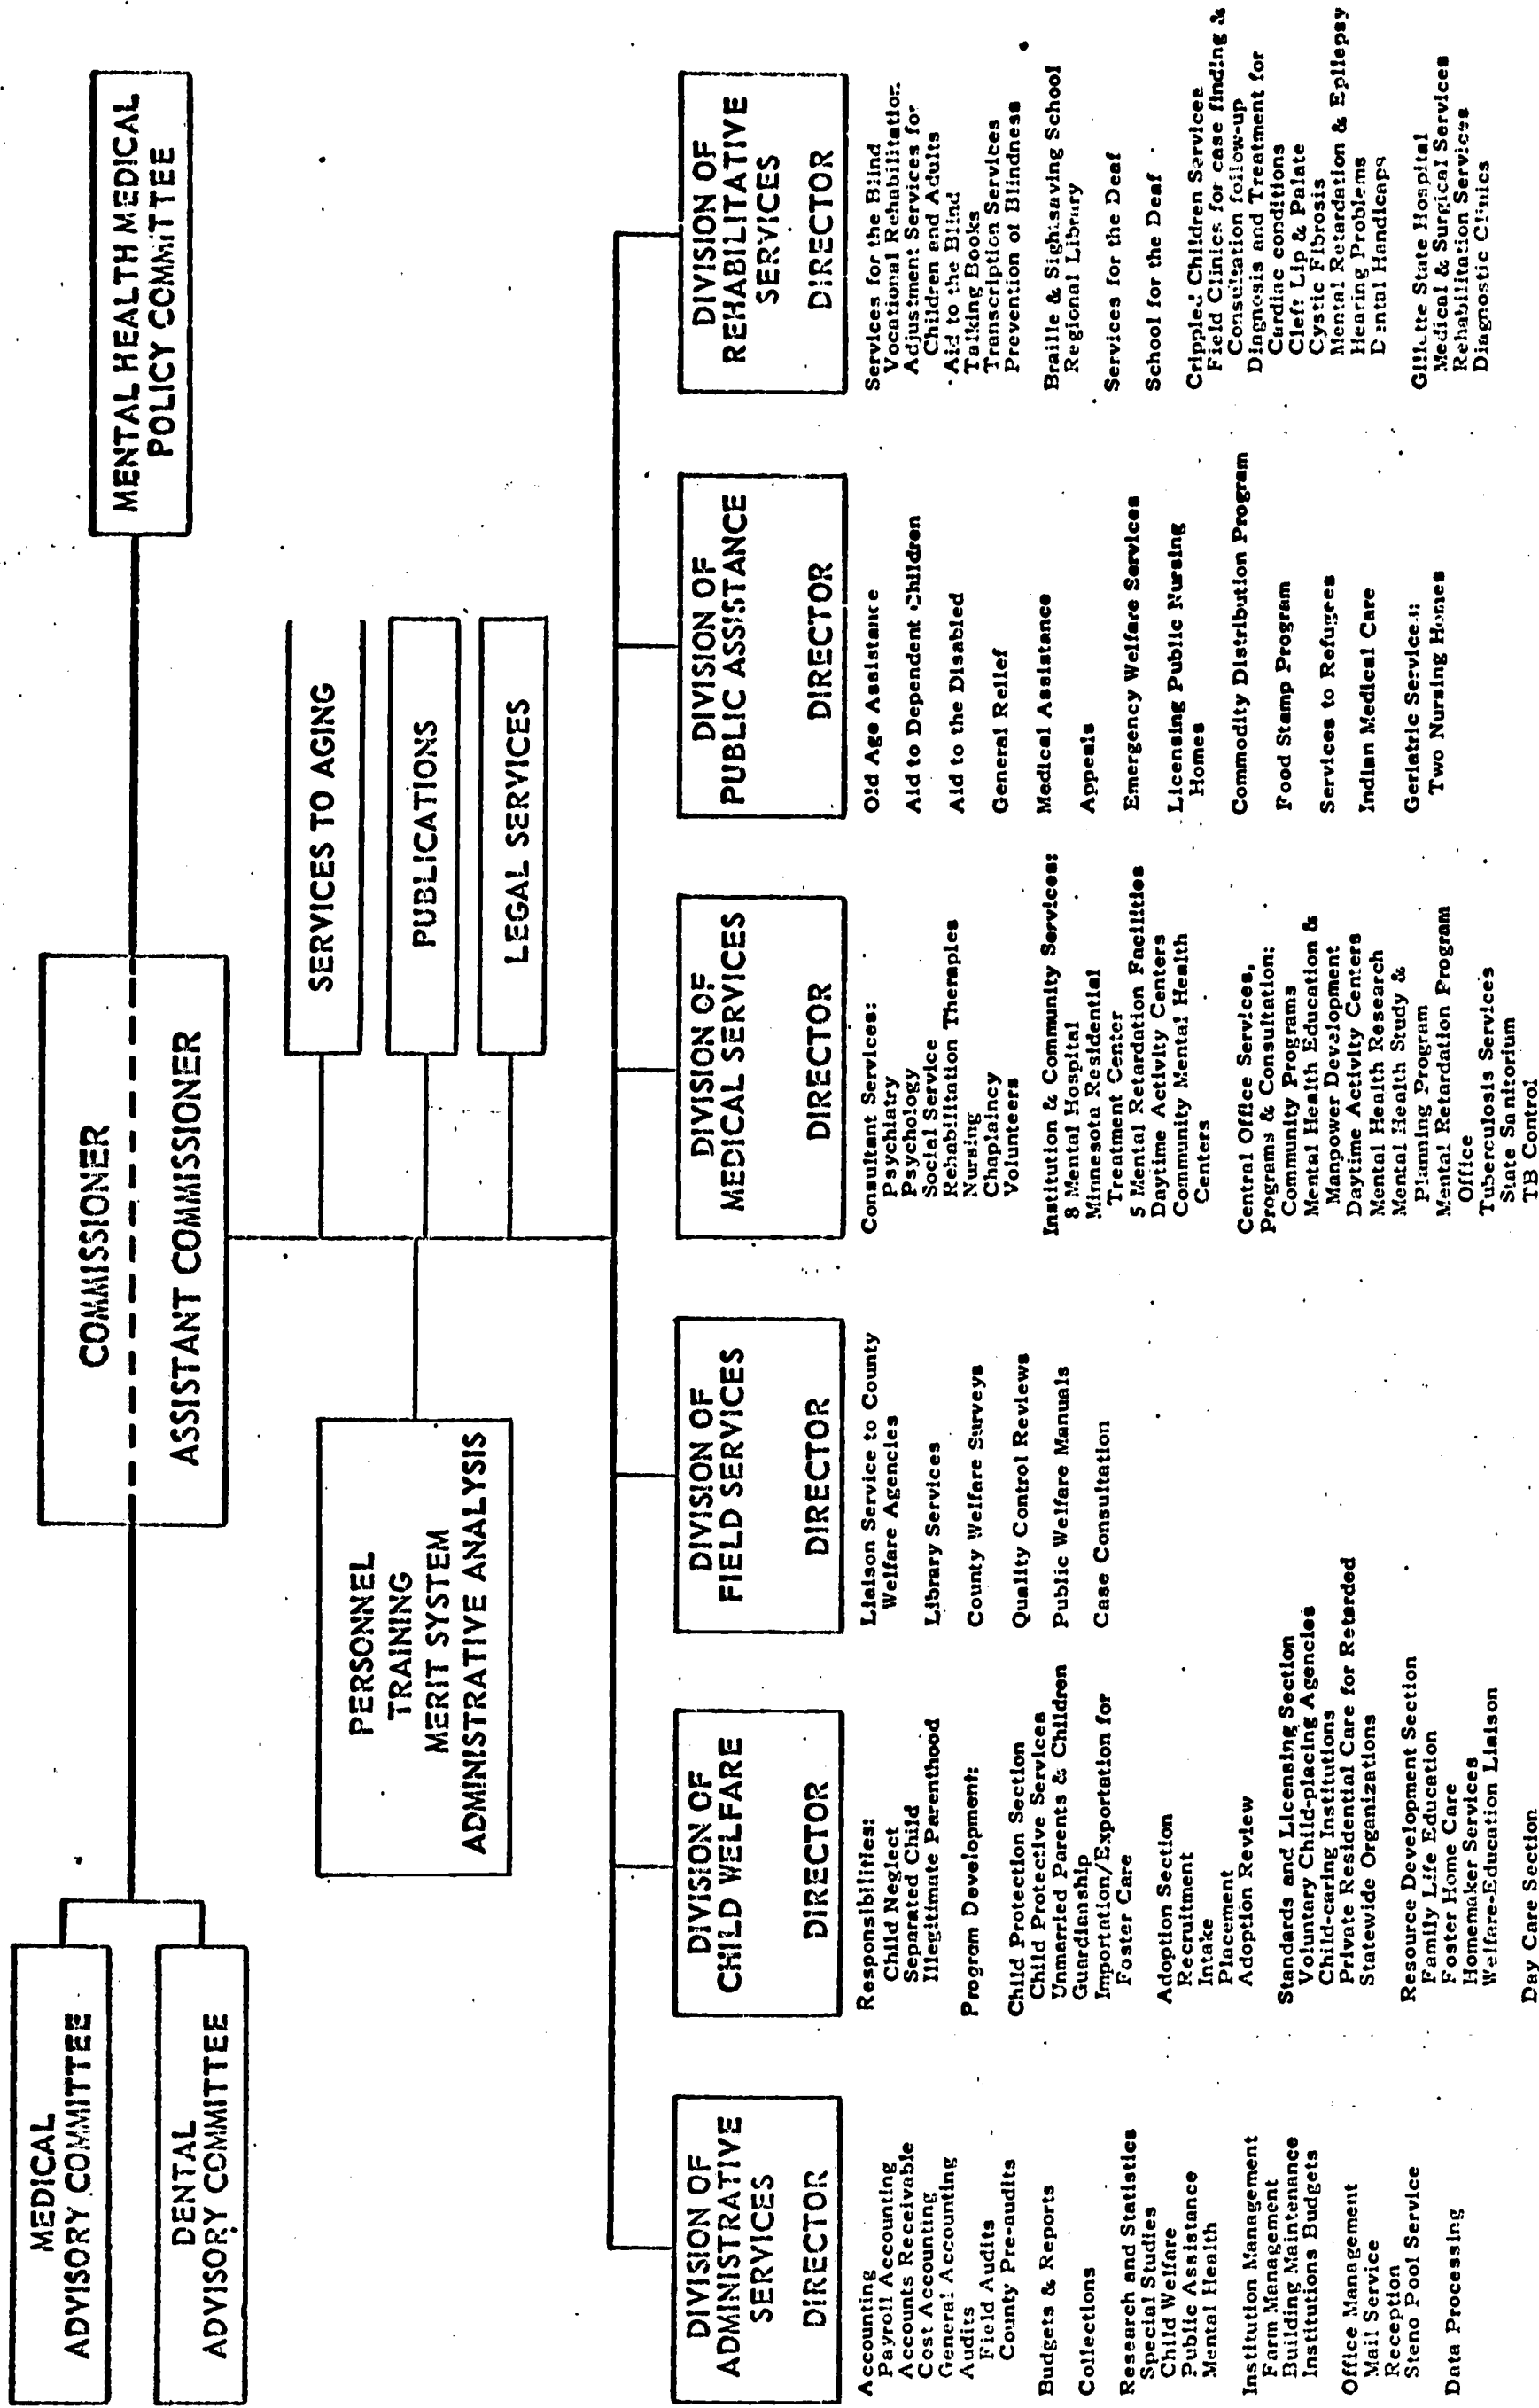 MEDICAL
ADVISORY COMMITTEE
DENTAL
ADVISORY COMMITTEE
COMMISSIONER
ASSISTANT COMMISSIONER
MENTAL HEALTH MEDICAL
POLICY COMMITTEE
PERSONNEL
TRAINING
MERIT SYSTEM
ADMINISTRATIVE ANALYSIS
SERVICES TO AGING
PUBLICATIONS
LEGAL SERVICES
DIVISION OF
ADMINISTRATIVE
SERVICES
DIRECTOR
Accounting
Payroll Accounting
Accounts Receivable
Cost Accounting
General Accounting
Audits
Field Audits
County Pre-audits
Budgets & Reports
Collections
Research and Statistics
Special Studies
Child Welfare
Public Assistance
Mental Health
Institution Management
Farm Management
Building Maintenance
Institutions Budgets
Office Management
Mail Service
Reception
Steno Pool Service
Data Processing
DIVISION OF
CHILD WELFARE
DIRECTOR
Responsibilities:
Child Neglect
Separated Child
Illegitimate Parenthood
Program Development:
Child Protection Section
Child Protective Services
Unmarried Parents & Children
Guardianship
Importation/Exportation for
Foster Care
Adoption Section
Recruitment
Intake
Placement
Adoption Review
Standards and Licensing Section
Voluntary Child-placing Agencies
Child-caring Institutions
Private Residential Care for Retarded
Statewide Organizations
Resource Development Section
Family Life Education
Foster Home Care
Homemaker Services
Welfare-Education Liaison
Day Care Section
DIVISION OF
FIELD SERVICES
DIRECTOR
Liaison Service to County
Welfare Agencies
Library Services
County Welfare Surveys
Quality Control Reviews
Public Welfare Manuals
Case Consultation
DIVISION OF
MEDICAL SERVICES
DIRECTOR
Consultant Services:
Psychiatry
Psychology
Social Service
Rehabilitation Therapies
Nursing
Chaplaincy
Volunteers
Institution & Community Services:
8 Mental Hospital
Minnesota Residential
Treatment Center
5 Mental Retardation Facilities
Daytime Activity Centers
Community Mental Health
Centers
Central Office Services,
Programs & Consultation:
Community Programs
Mental Health Education &
Manpower Development
Daytime Activity Centers
Mental Health Research
Mental Health Study &
Planning Program
Mental Retardation Program
Office
Tuberculosis Services
State Sanitorium
TB Control
DIVISION OF
PUBLIC ASSISTANCE
DIRECTOR
Old Age Assistance
Aid to Dependent Children
Aid to the Disabled
General Relief
Medical Assistance
Appeals
Emergency Welfare Services
Licensing Public Nursing
Homes
Commodity Distribution Program
Food Stamp Program
Services to Refugees
Indian Medical Care
Geriatric Services:
Two Nursing Homes
DIVISION OF
REHABILITATIVE
SERVICES
DIRECTOR
Services for the Blind
Vocational Rehabilitation
Adjustment Services for
Children and Adults
Aid to the Blind
Talking Books
Transcription Services
Prevention of Blindness
Braille & Sightsaving School
Regional Library
Services for the Deaf
School for the Deaf
Crippled Children Services
Field Clinics for case finding &
Consultation follow-up
Diagnosis and Treatment for
Cardiac conditions
Cleft Lip & Palate
Cystic Fibrosis
Mental Retardation & Epilepsy
Hearing Problems
Dental Handicaps
Gillette State Hospital
Medical & Surgical Services
Rehabilitation Services
Diagnostic Clinics